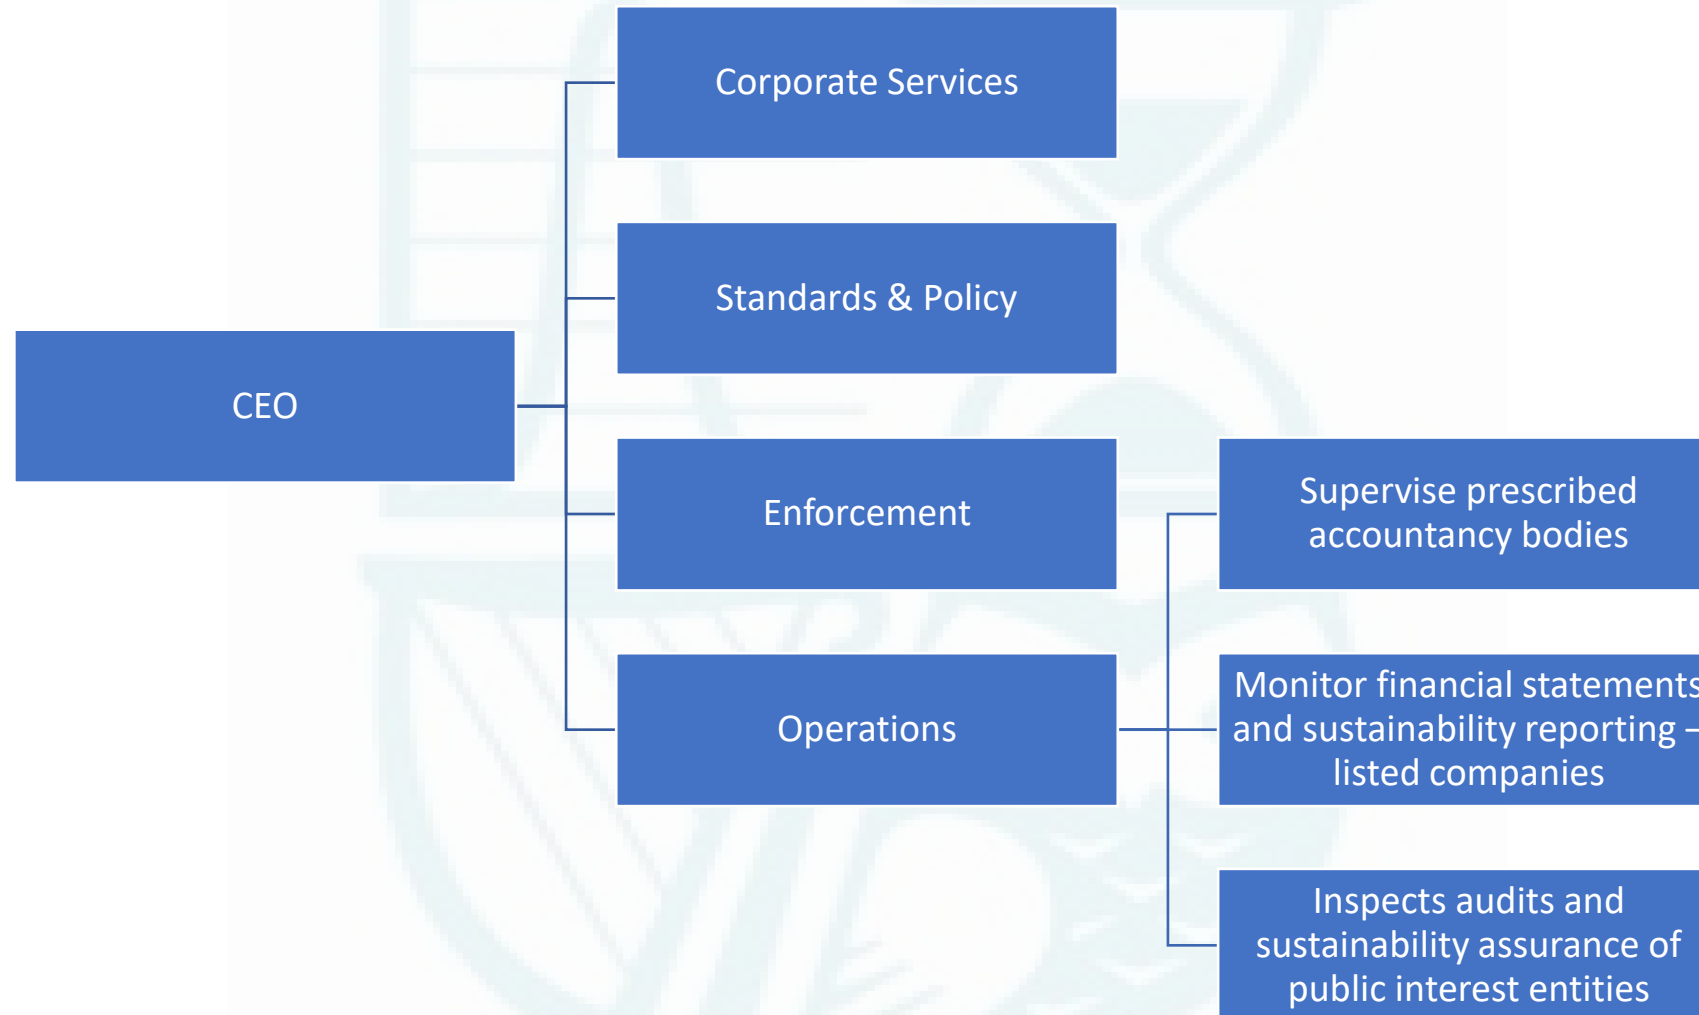 Corporate Services
Standards & Policy
CEO
Enforcement
Supervise prescribed
accountancy bodies
Operations
Monitor financial statements
and sustainability reporting –
listed companies
Inspects audits and
sustainability assurance of
public interest entities